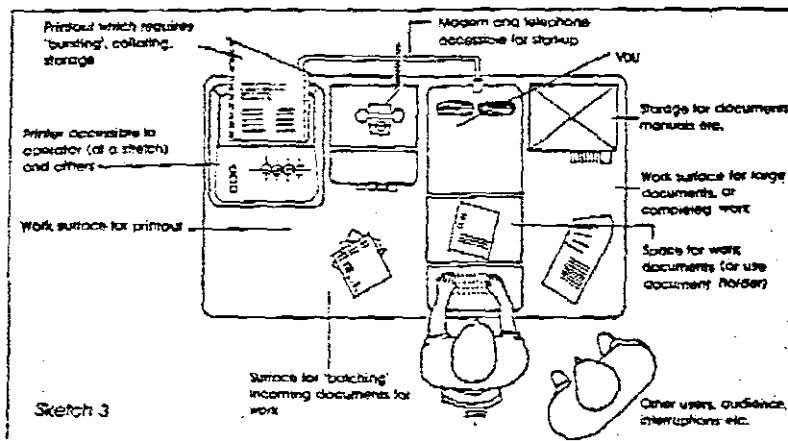 Printout which requires
'bursting', collating,
storage
Modem and telephone
accessible for startup
VDU
Storage for documents
manuals etc.
Printer accessible to
operator (at a stretch)
and others
Work surface for large
documents, or
completed work
Work surface for printout
Space for work
documents (or use
document holder)
Surface for 'batching'
incoming documents for
work
Sketch 3
Other users, audience,
interruptions etc.